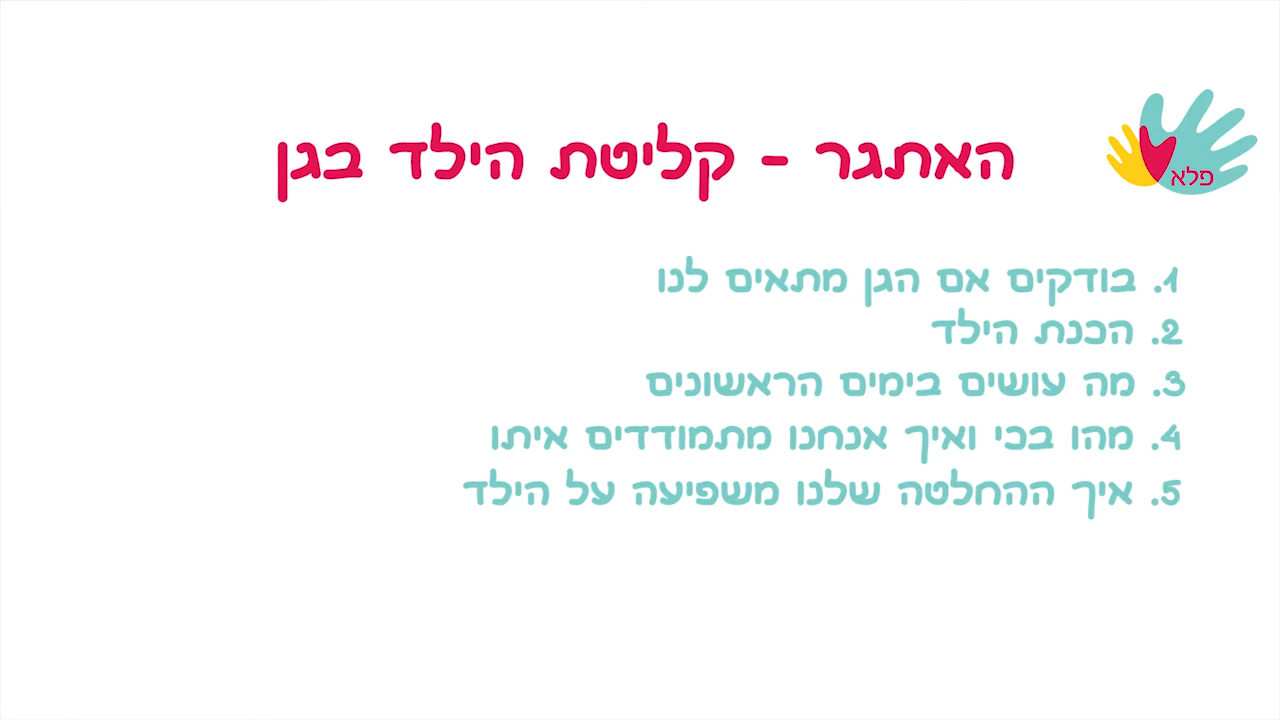 האתגר - קליטת הילד בגן
פלא
1. בודקים אם הגן מתאים לנו
2. הכנת הילד
3. מה עושים בימים הראשונים
4. מהו בכי ואיך אנחנו מתמודדים איתו
5. איך ההחלטה שלנו משפיעה על הילד